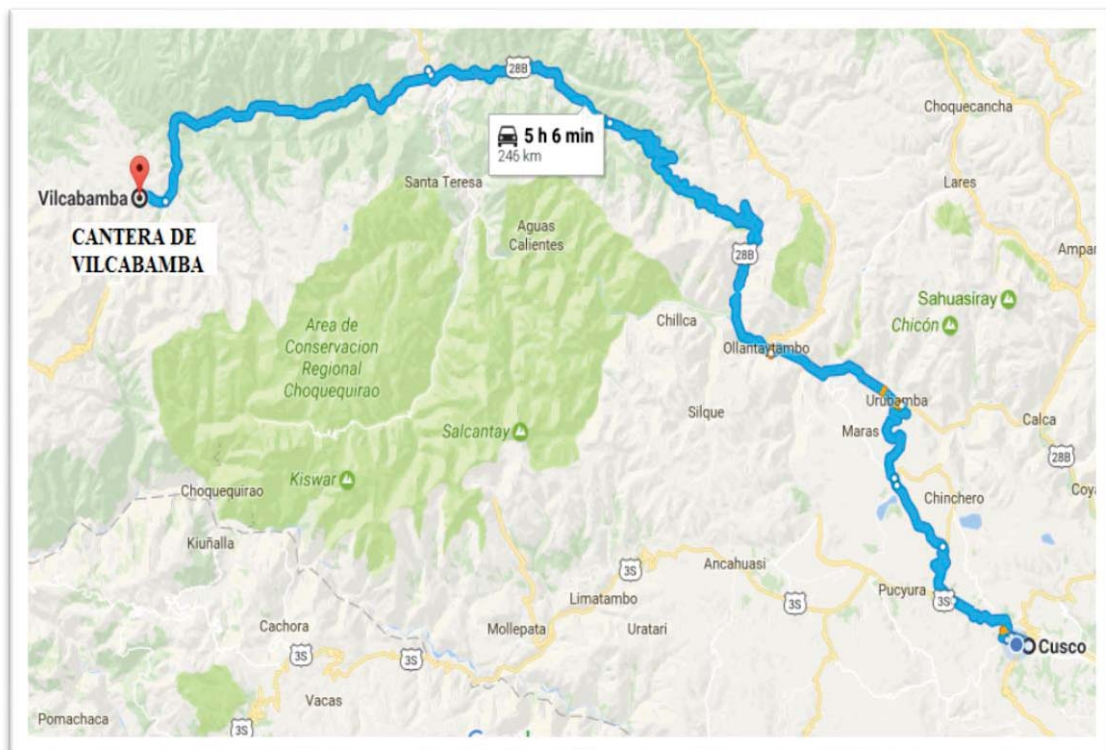 28B
Choquecancha
5 h 6 min
246 km
Santa Teresa
Lares
Vilcabamba
CANTERA DE
VILCABAMBA
Aguas
Calientes
Ampar
28B
Sahuasiray
Chicón
Chillca
Area de
Conservacion
Regional
Choquequirao
Ollantaytambo
Urubamba
Silque
Maras
Calca
Salcantay
28B
Kiswar
Choquequirao
Chinchero
Coya
Kiuñalla
3S
Ancahuasi
Pucyura
Limatambo
3S
3S
Cachora
Mollepata
Uratari
Cusco
3S
3S
Vacas
Pomachaca
3S